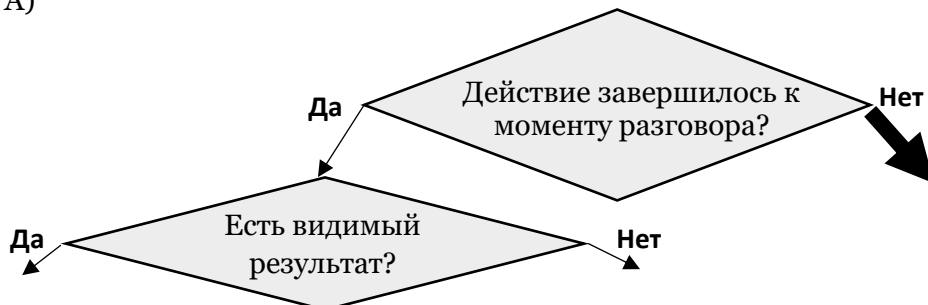 А)
Действие завершилось к
моменту разговора?
Да
Нет
Есть видимый
результат?
Да
Нет